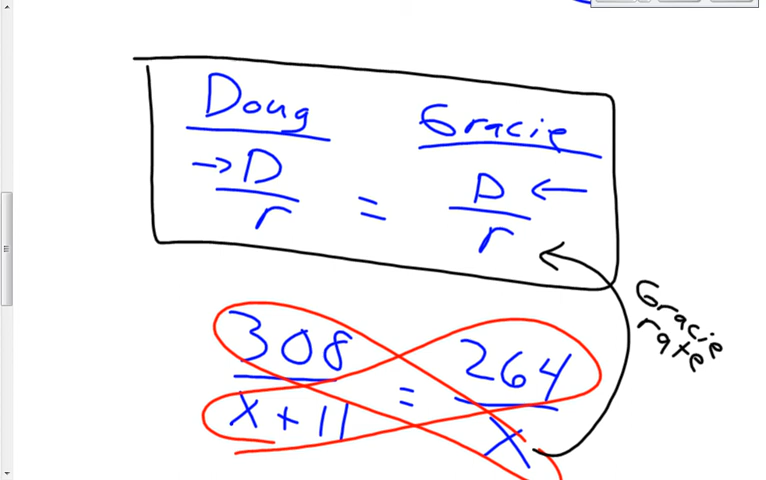 Doug Gracie
→ D/r = D/r ←
Gracie rate
308/x + 11 = 264/x